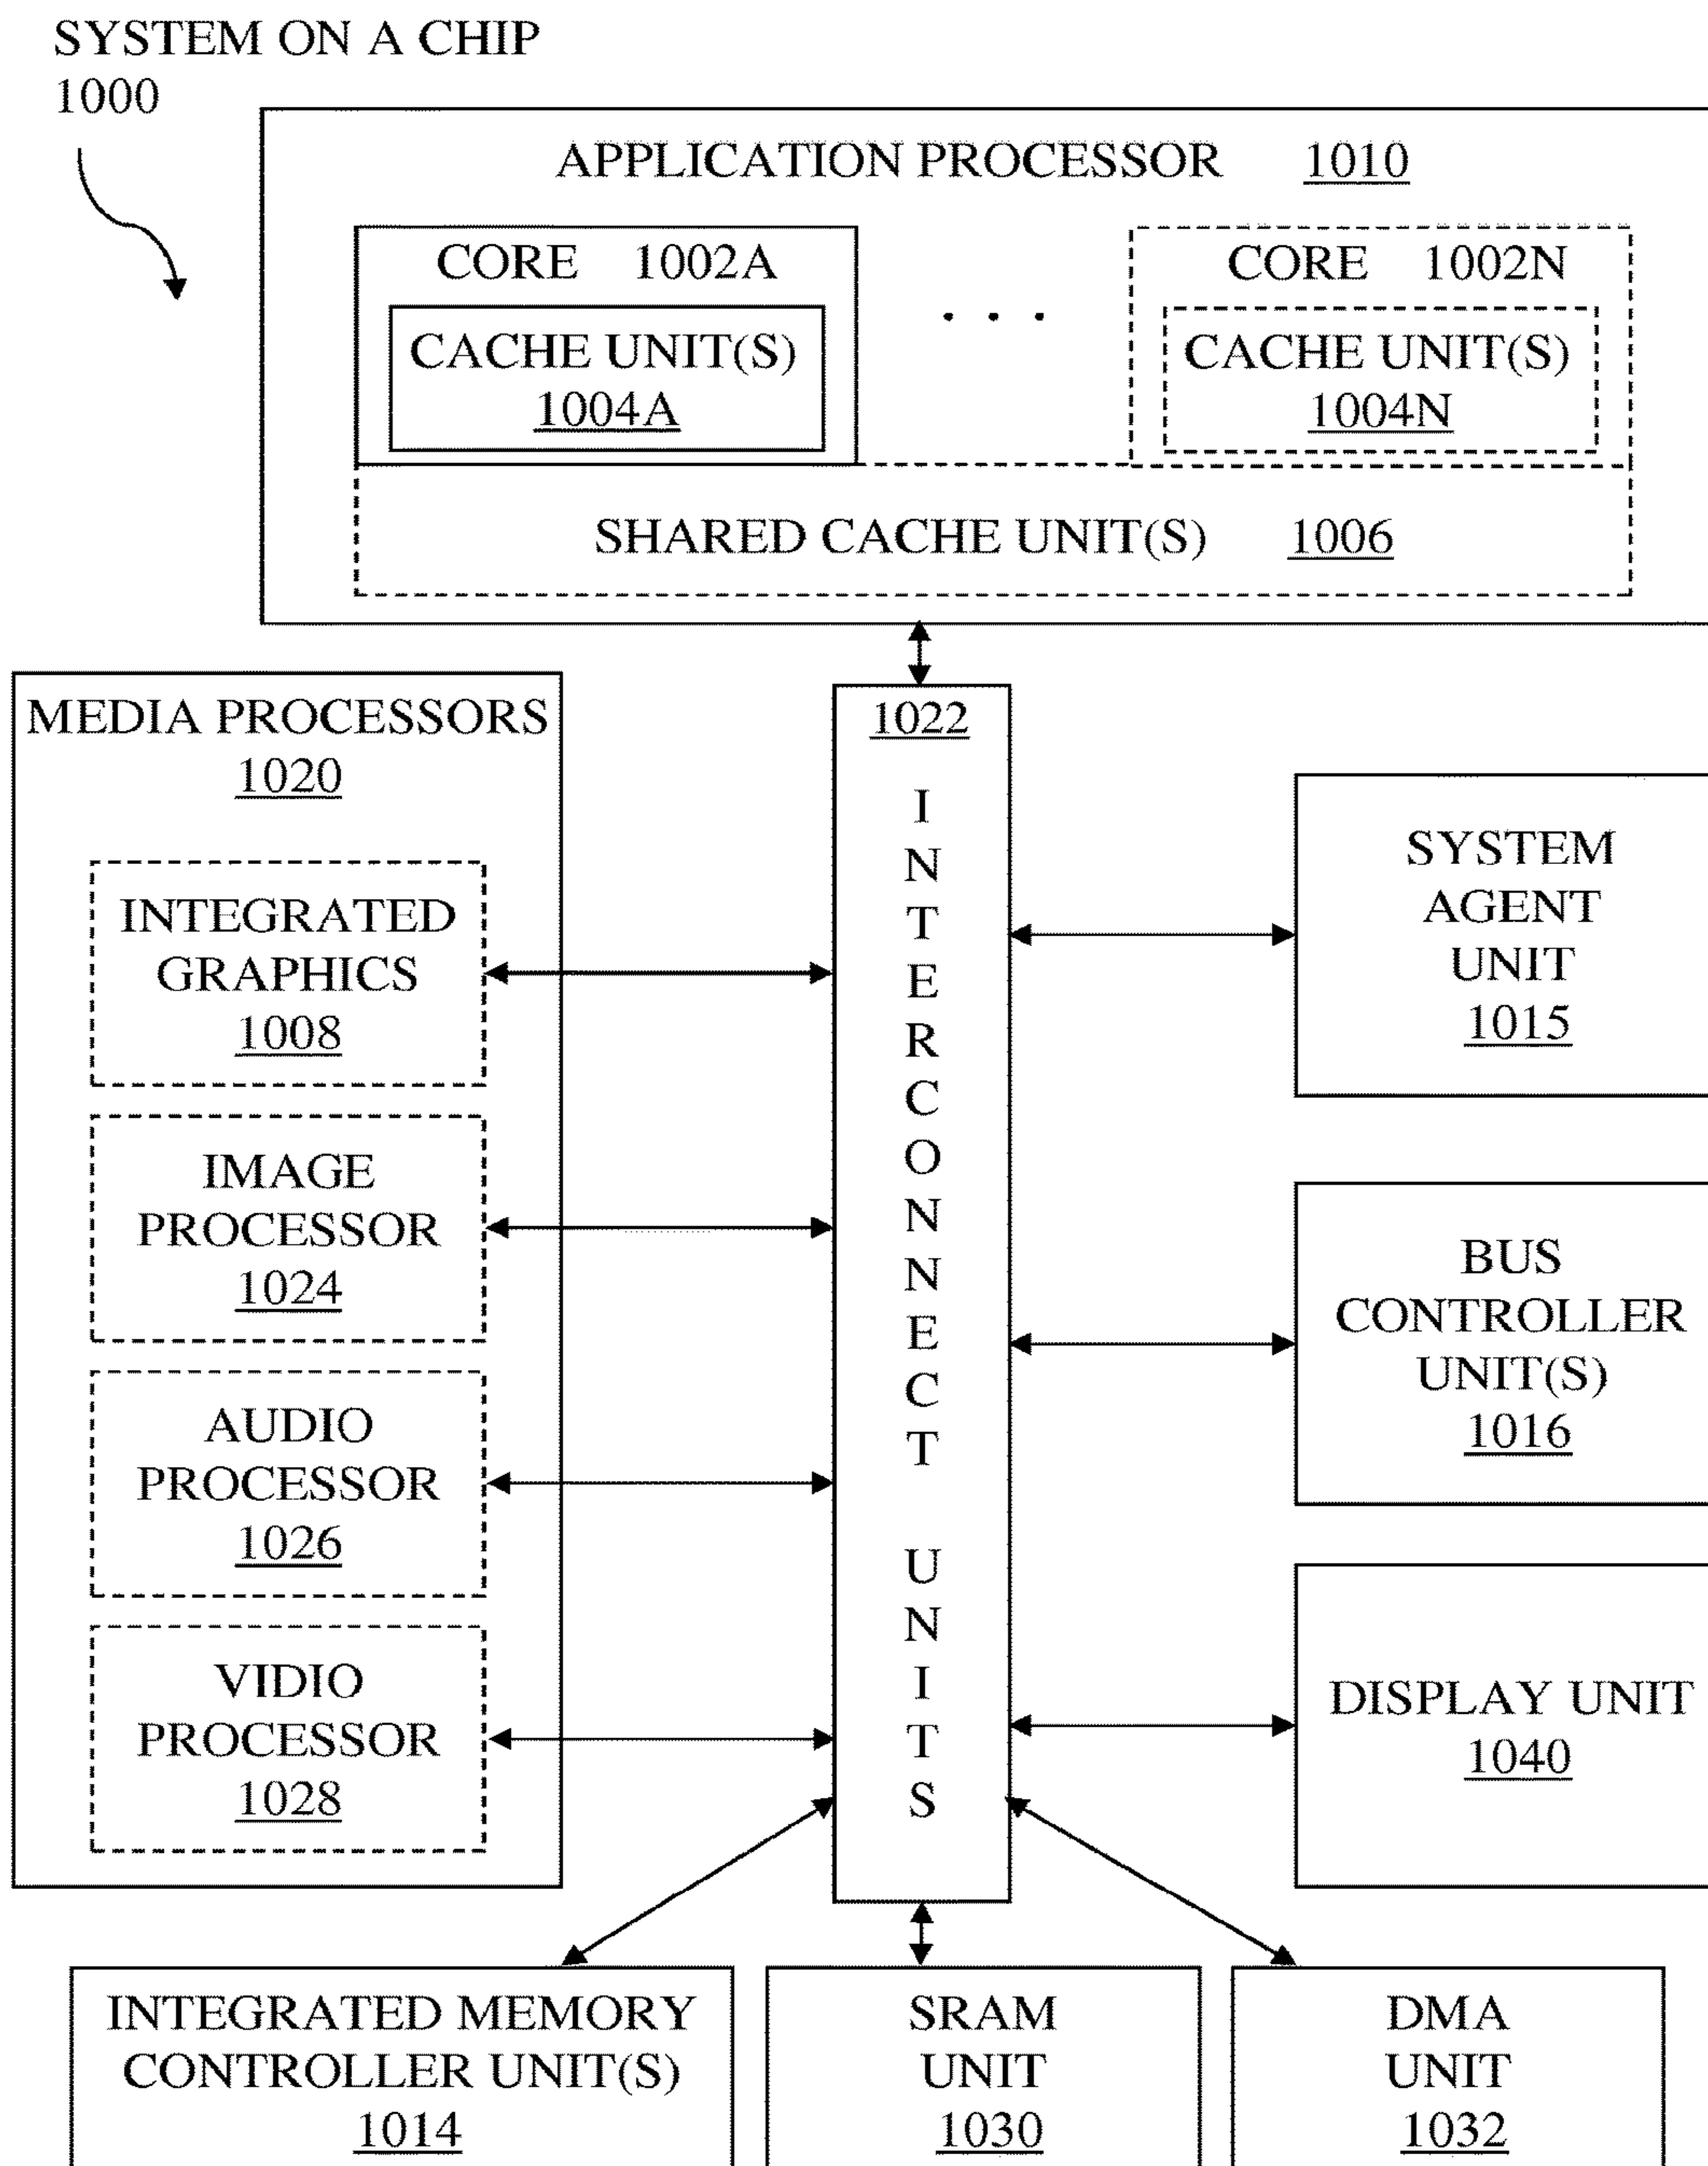 SYSTEM ON A CHIP
1000
APPLICATION PROCESSOR 1010
CORE 1002A
CACHE UNIT(S)
1004A
. . .
CORE 1002N
CACHE UNIT(S)
1004N
SHARED CACHE UNIT(S) 1006
MEDIA PROCESSORS
1020
INTEGRATED
GRAPHICS
1008
IMAGE
PROCESSOR
1024
AUDIO
PROCESSOR
1026
VIDIO
PROCESSOR
1028
1022
INTERCONNECT UNITS
SYSTEM
AGENT
UNIT
1015
BUS
CONTROLLER
UNIT(S)
1016
DISPLAY UNIT
1040
INTEGRATED MEMORY
CONTROLLER UNIT(S)
1014
SRAM
UNIT
1030
DMA
UNIT
1032